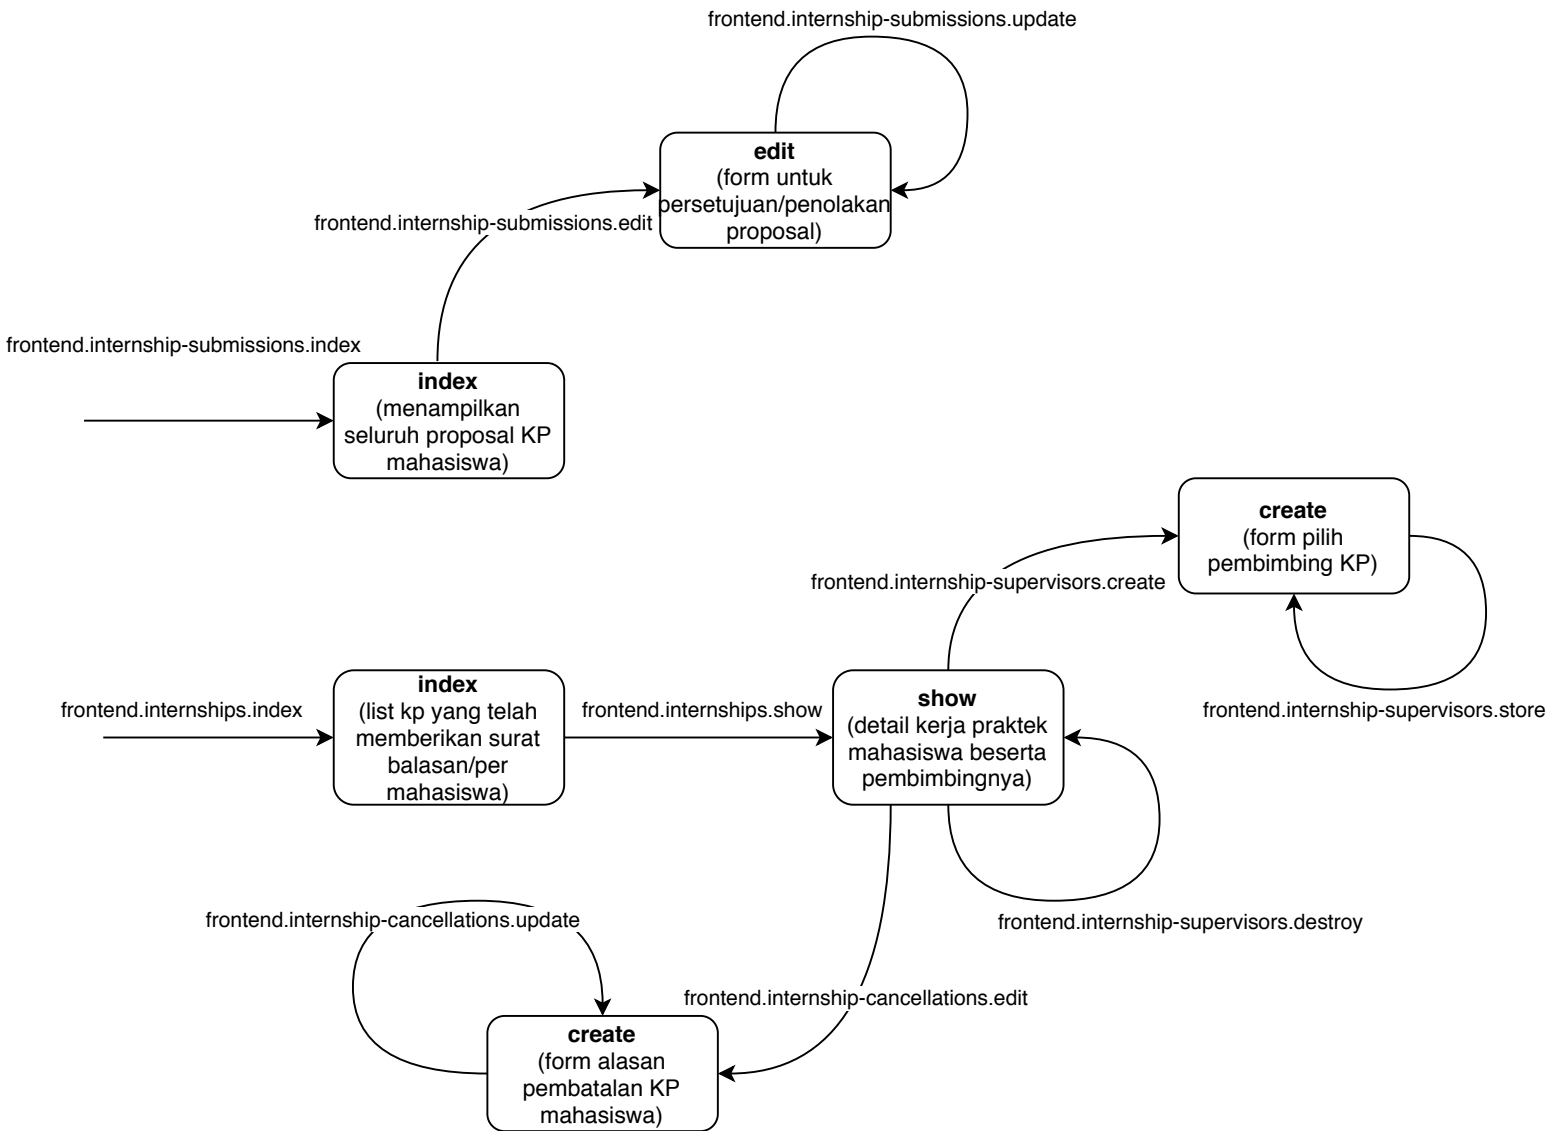 frontend.internship-submissions.update
edit
(form untuk
persetujuan/penolakan
proposal)
frontend.internship-submissions.edit
frontend.internship-submissions.index
index
(menampilkan
seluruh proposal KP
mahasiswa)
create
(form pilih
pembimbing KP)
frontend.internship-supervisors.create
frontend.internship-supervisors.store
frontend.internships.index
index
(list kp yang telah
memberikan surat
balasan/per
mahasiswa)
frontend.internships.show
show
(detail kerja praktek
mahasiswa beserta
pembimbingnya)
frontend.internship-supervisors.destroy
frontend.internship-cancellations.update
frontend.internship-cancellations.edit
create
(form alasan
pembatalan KP
mahasiswa)